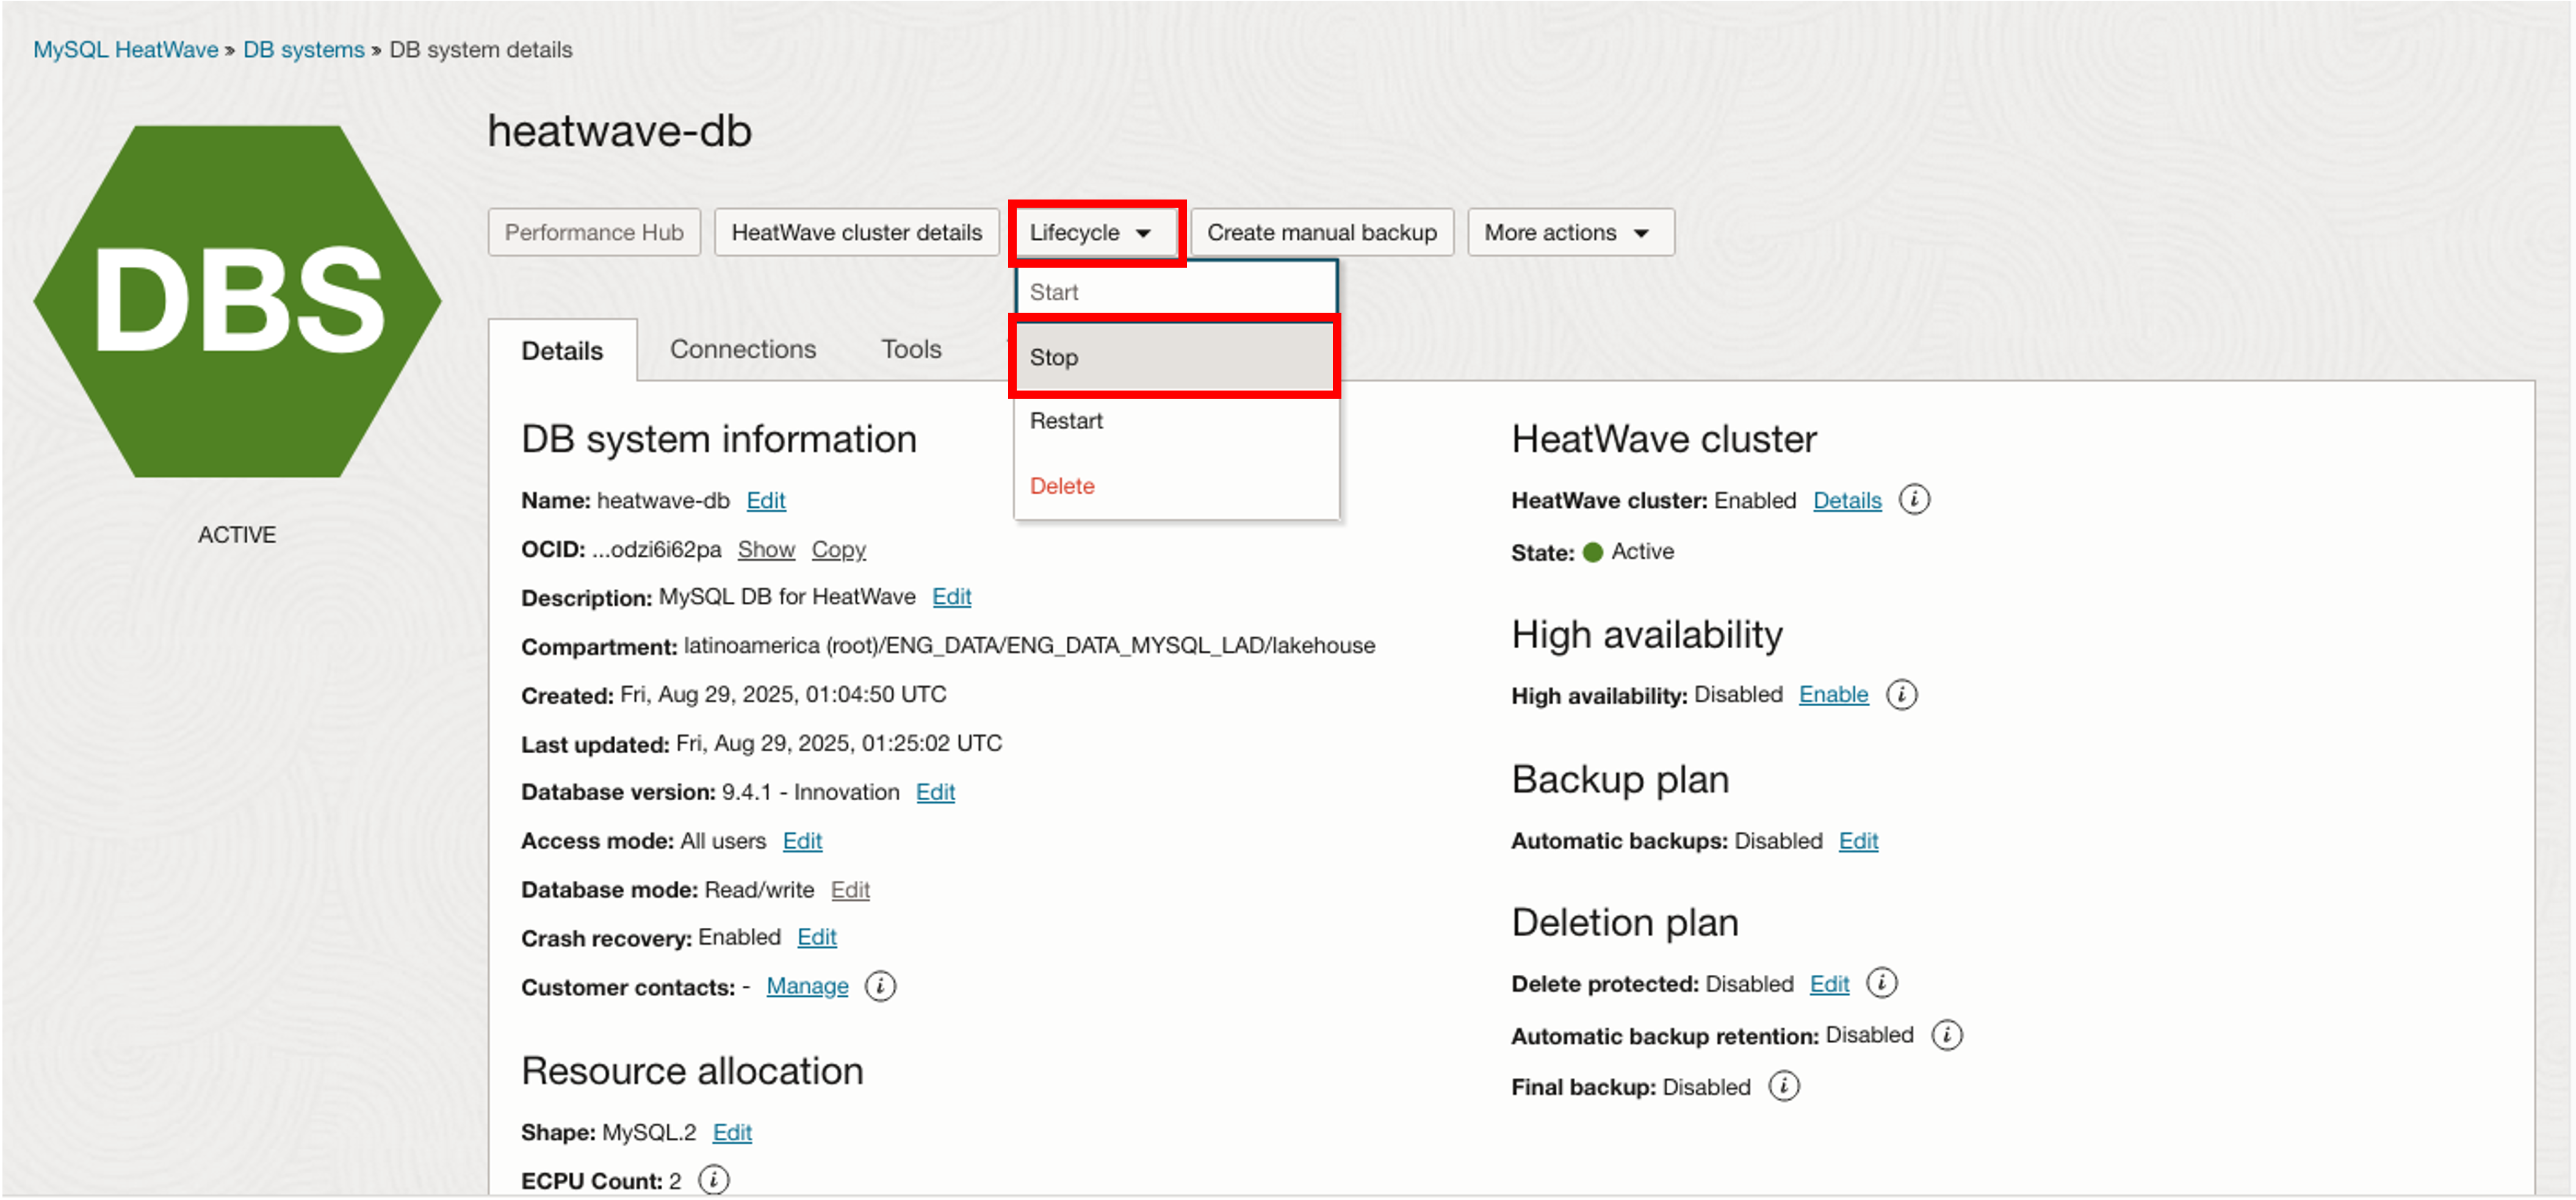 MySQL HeatWave » DB systems » DB system details
DBS
ACTIVE
heatwave-db
Performance Hub
HeatWave cluster details
Lifecycle
Create manual backup
More actions
Start
Stop
Restart
Delete
Details
Connections
Tools
DB system information
Name: heatwave-db Edit
OCID: ...odzi6i62pa Show Copy
Description: MySQL DB for HeatWave Edit
Compartment: latinoamerica (root)/ENG_DATA/ENG_DATA_MYSQL_LAD/lakehouse
Created: Fri, Aug 29, 2025, 01:04:50 UTC
Last updated: Fri, Aug 29, 2025, 01:25:02 UTC
Database version: 9.4.1 - Innovation Edit
Access mode: All users Edit
Database mode: Read/write Edit
Crash recovery: Enabled Edit
Customer contacts: - Manage
Resource allocation
Shape: MySQL.2 Edit
ECPU Count: 2
HeatWave cluster
HeatWave cluster: Enabled Details
State: Active
High availability
High availability: Disabled Enable
Backup plan
Automatic backups: Disabled Edit
Deletion plan
Delete protected: Disabled Edit
Automatic backup retention: Disabled
Final backup: Disabled